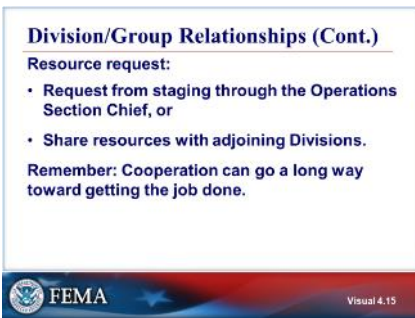 Division/Group Relationships (Cont.)
Resource request:
• Request from staging through the Operations
Section Chief, or
• Share resources with adjoining Divisions.
Remember: Cooperation can go a long way
toward getting the job done.
FEMA
Visual 4.15